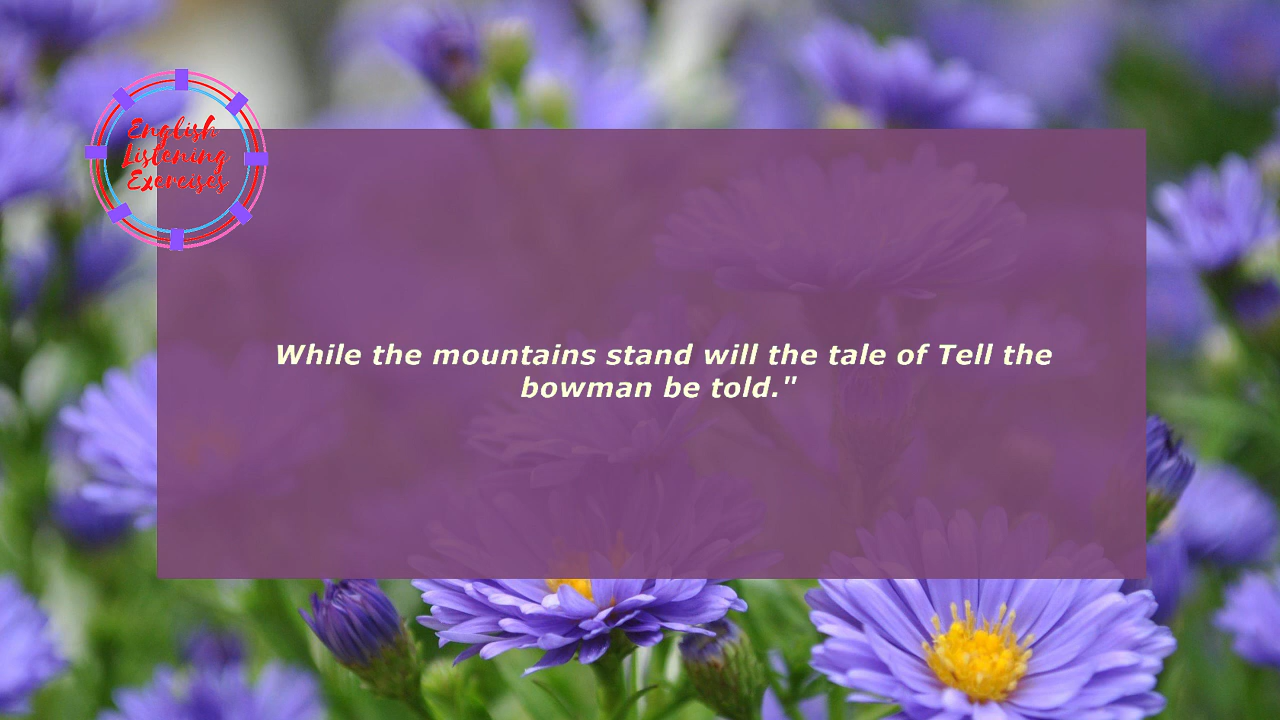 English
Listening
Exercises
While the mountains stand will the tale of Tell the
bowman be told."